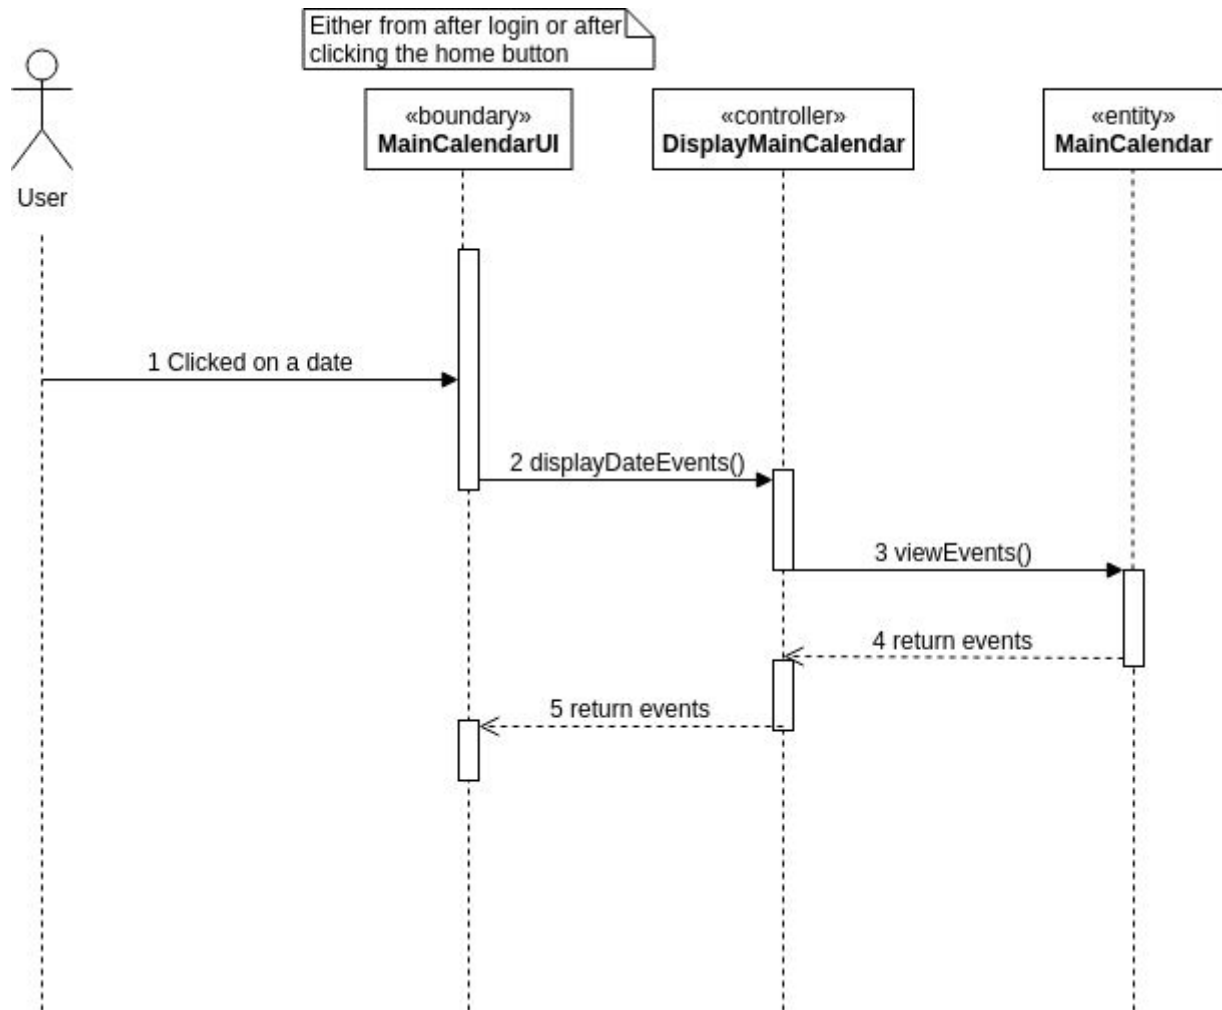 Either from after login or after
clicking the home button
«boundary»
MainCalendarUI
«controller»
DisplayMainCalendar
«entity»
MainCalendar
User
1 Clicked on a date
2 displayDateEvents()
3 viewEvents()
4 return events
5 return events